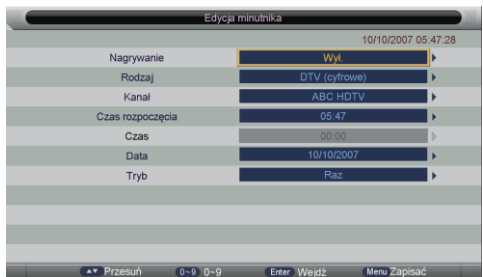 Edycja minutnika
10/10/2007 05:47:28
Nagrywanie Wył.
Rodzaj DTV (cyfrowe)
Kanał ABC HDTV
Czas rozpoczęcia 05:47
Czas 00:00
Data 10/10/2007
Tryb Raz
Przesuń 0~9 0~9 Enter Wejdź Menu Zapisać